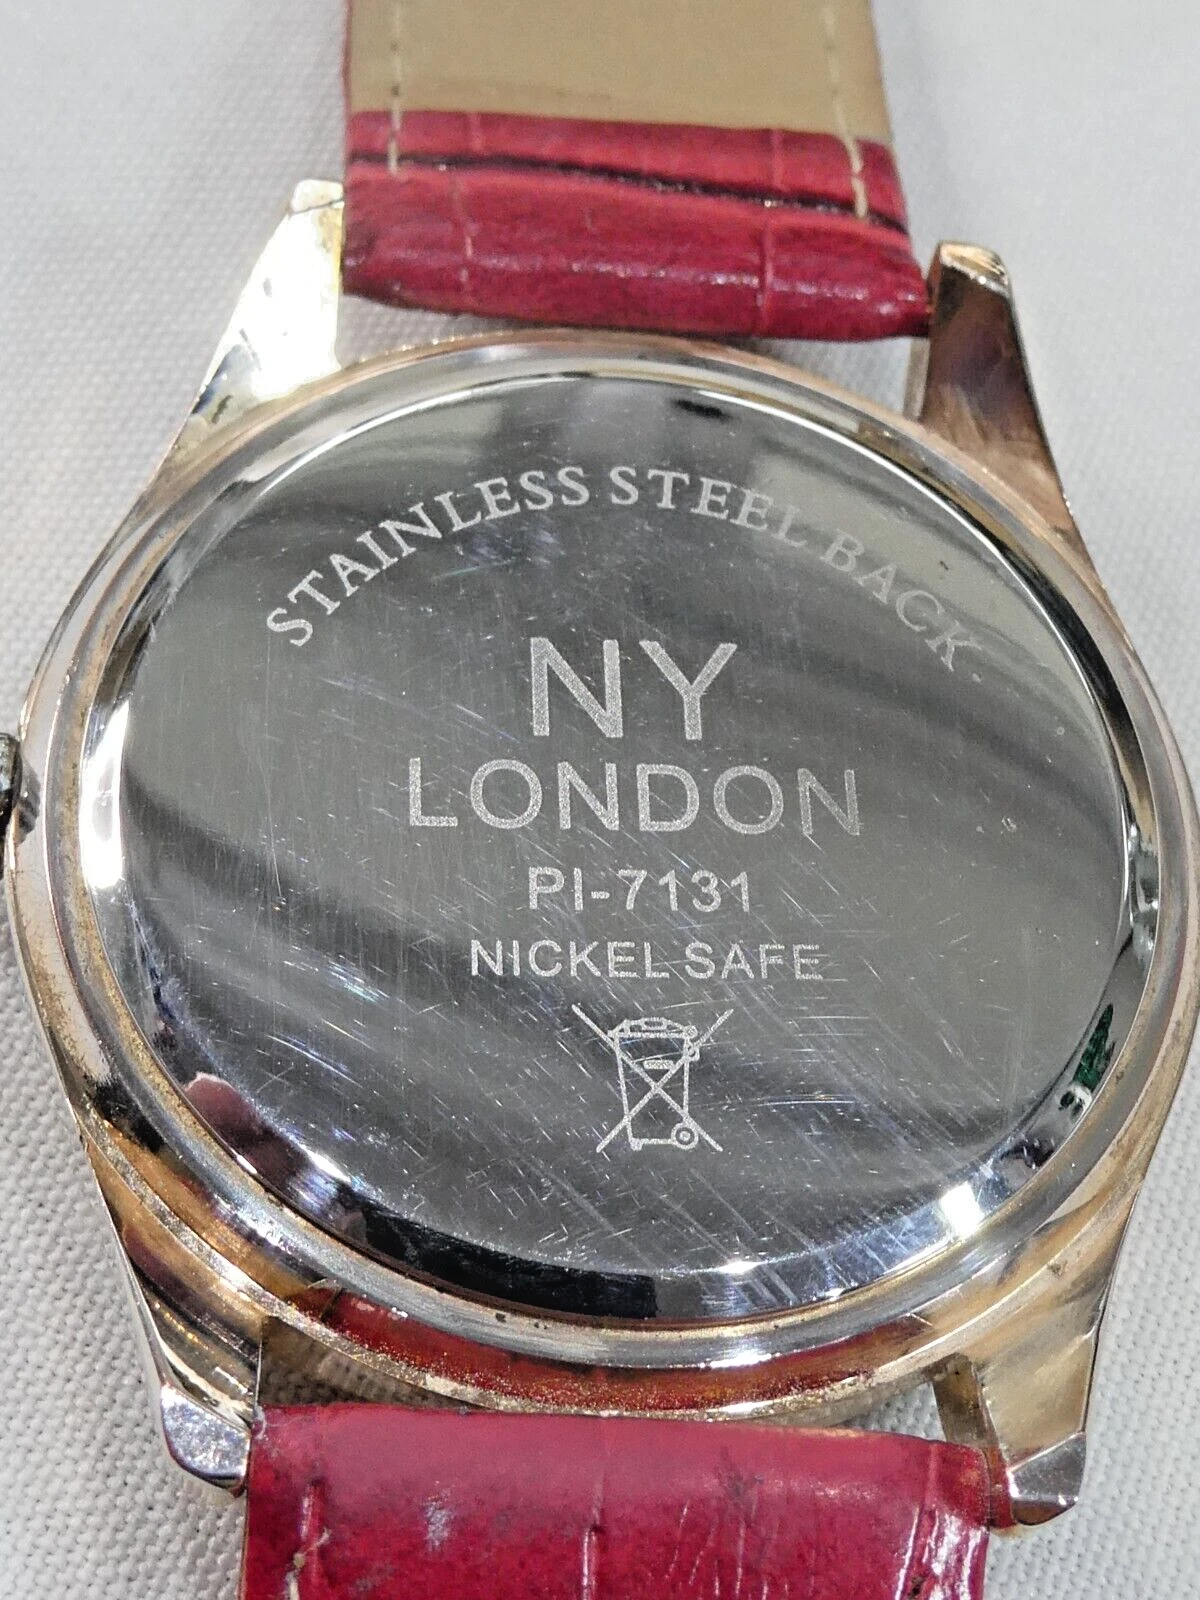 STAINLESS STEEL BACK
NY
LONDON
PI-7131
NICKEL SAFE